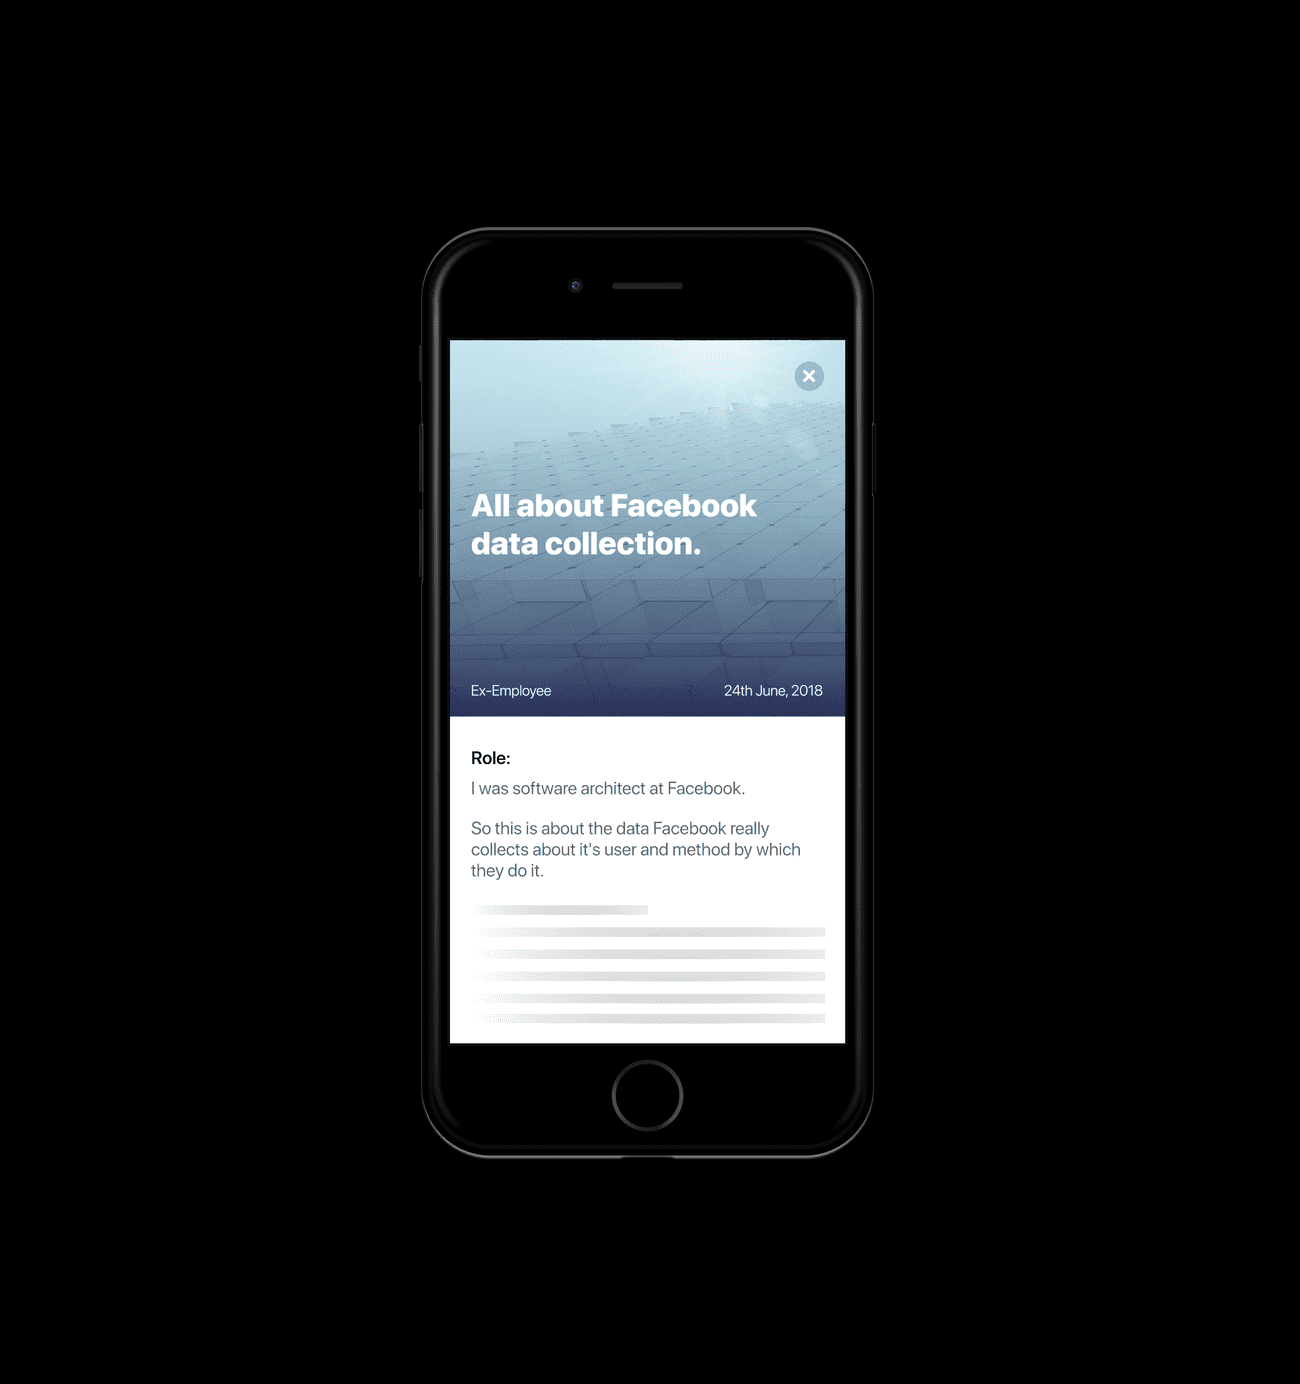 All about Facebook
data collection.
Ex-Employee
24th June, 2018
Role:
I was software architect at Facebook.
So this is about the data Facebook really
collects about it's user and method by which
they do it.